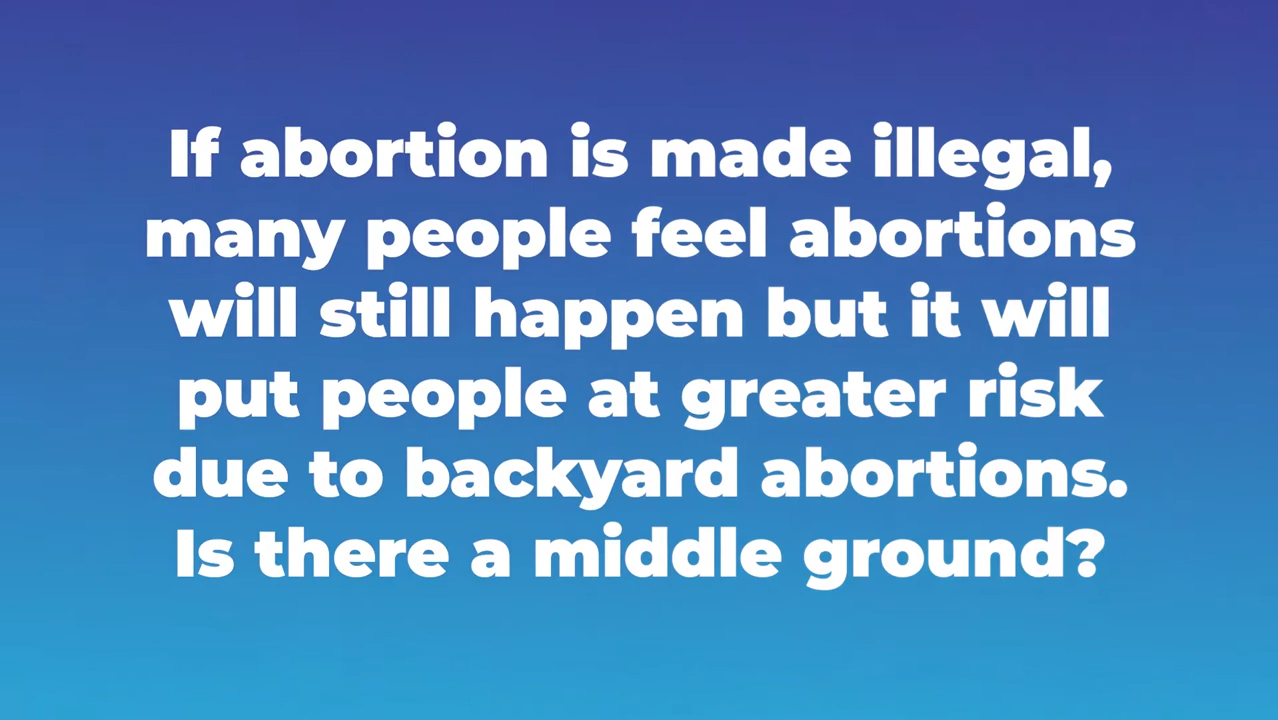 If abortion is made illegal,
many people feel abortions
will still happen but it will
put people at greater risk
due to backyard abortions.
Is there a middle ground?